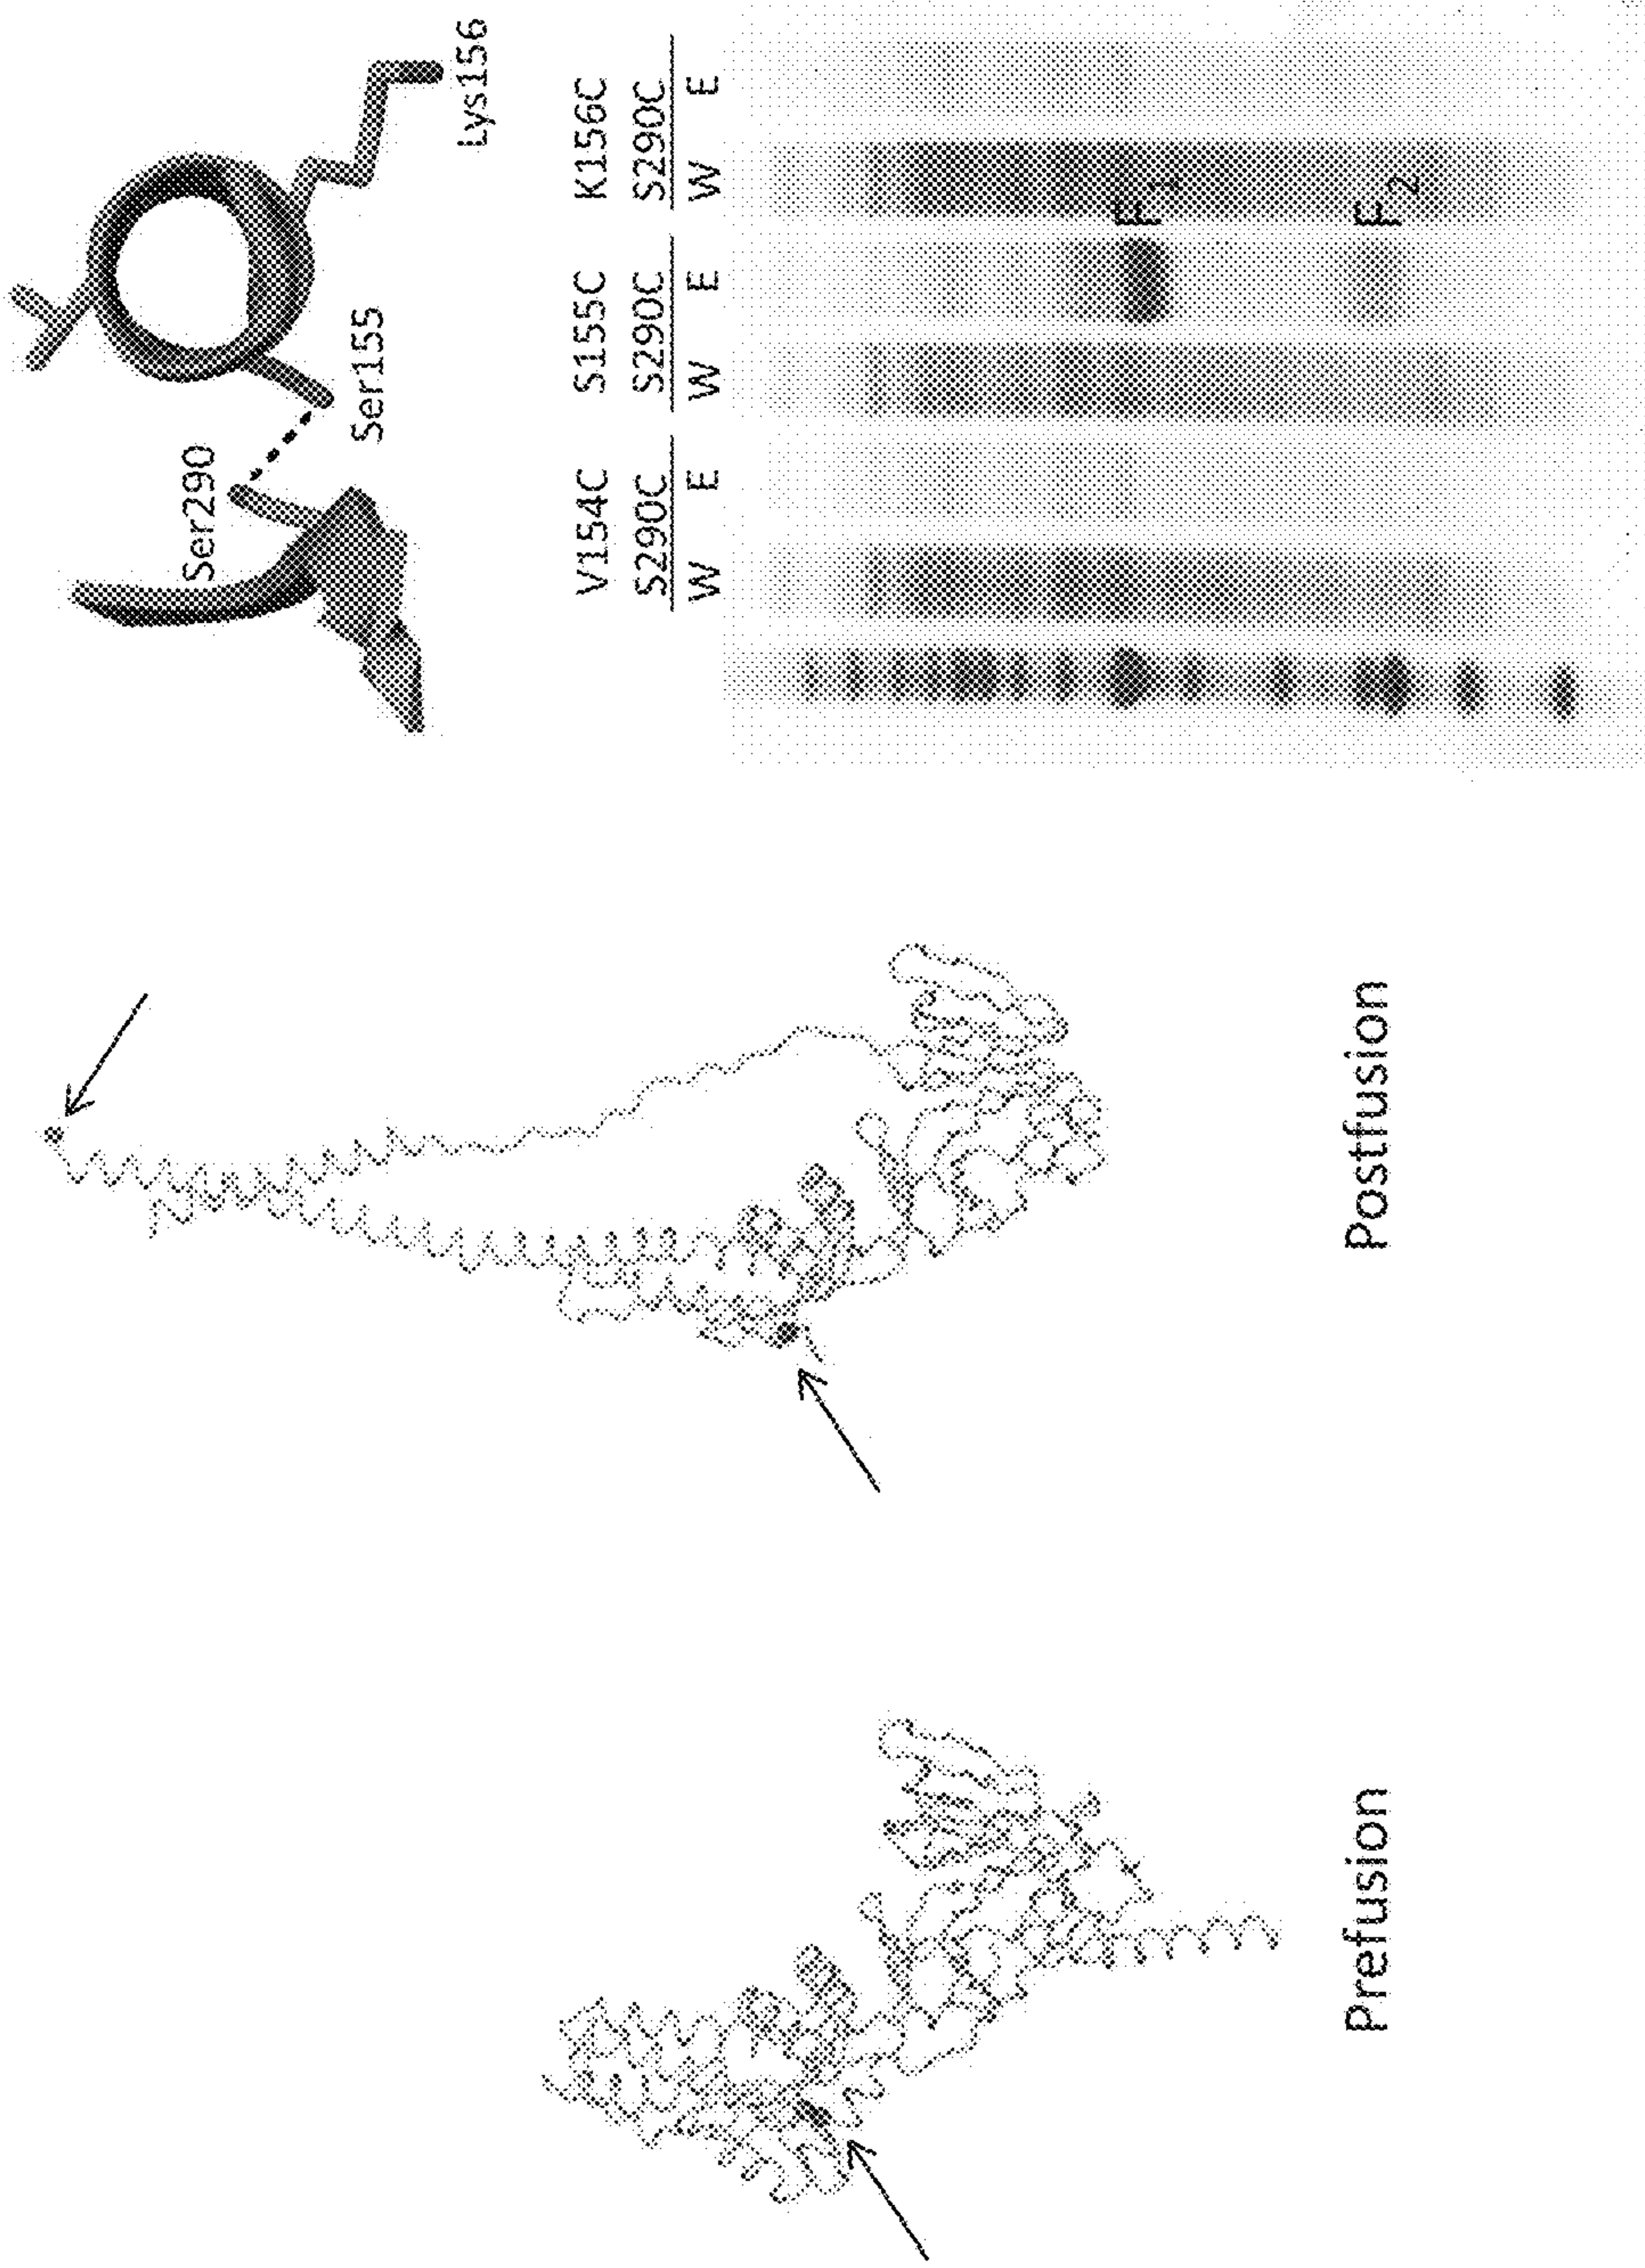 Prefusion
Postfusion
Ser290
Ser155
Lys156
V154C S155C K156C
S290C S290C S290C
W E W E W E
F1
F2